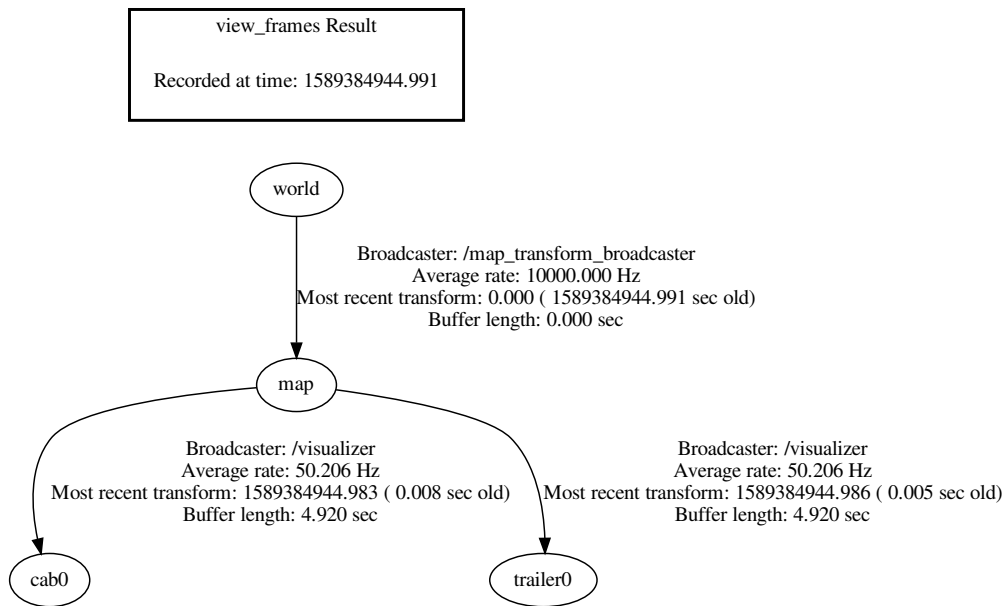 view_frames Result
Recorded at time: 1589384944.991
world
Broadcaster: /map_transform_broadcaster
Average rate: 10000.000 Hz
Most recent transform: 0.000 ( 1589384944.991 sec old)
Buffer length: 0.000 sec
map
Broadcaster: /visualizer
Average rate: 50.206 Hz
Most recent transform: 1589384944.983 ( 0.008 sec old)
Buffer length: 4.920 sec
Broadcaster: /visualizer
Average rate: 50.206 Hz
Most recent transform: 1589384944.986 ( 0.005 sec old)
Buffer length: 4.920 sec
cab0
trailer0